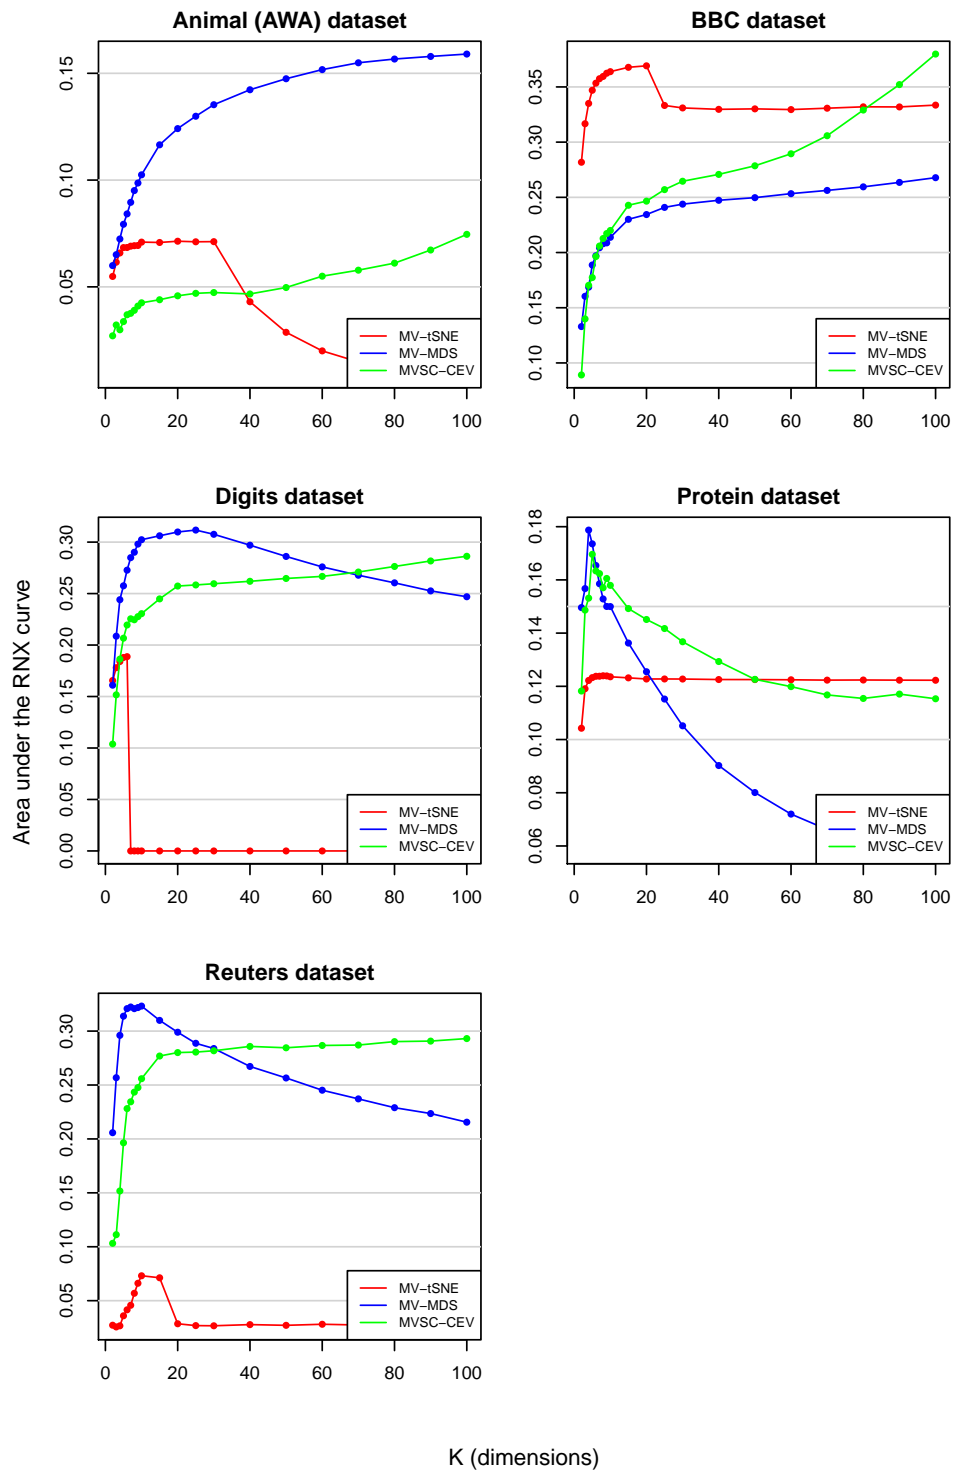 Animal (AWA) dataset
0.05 0.10 0.15
0 20 40 60 80 100
MV−tSNE
MV−MDS
MVSC−CEV
BBC dataset
0.10 0.15 0.20 0.25 0.30 0.35
0 20 40 60 80 100
MV−tSNE
MV−MDS
MVSC−CEV
Digits dataset
0.00 0.05 0.10 0.15 0.20 0.25 0.30
0 20 40 60 80 100
MV−tSNE
MV−MDS
MVSC−CEV
Protein dataset
0.06 0.08 0.10 0.12 0.14 0.16 0.18
0 20 40 60 80 100
MV−tSNE
MV−MDS
MVSC−CEV
Reuters dataset
0.05 0.10 0.15 0.20 0.25 0.30
0 20 40 60 80 100
MV−tSNE
MV−MDS
MVSC−CEV
Area under the RNX curve
K (dimensions)